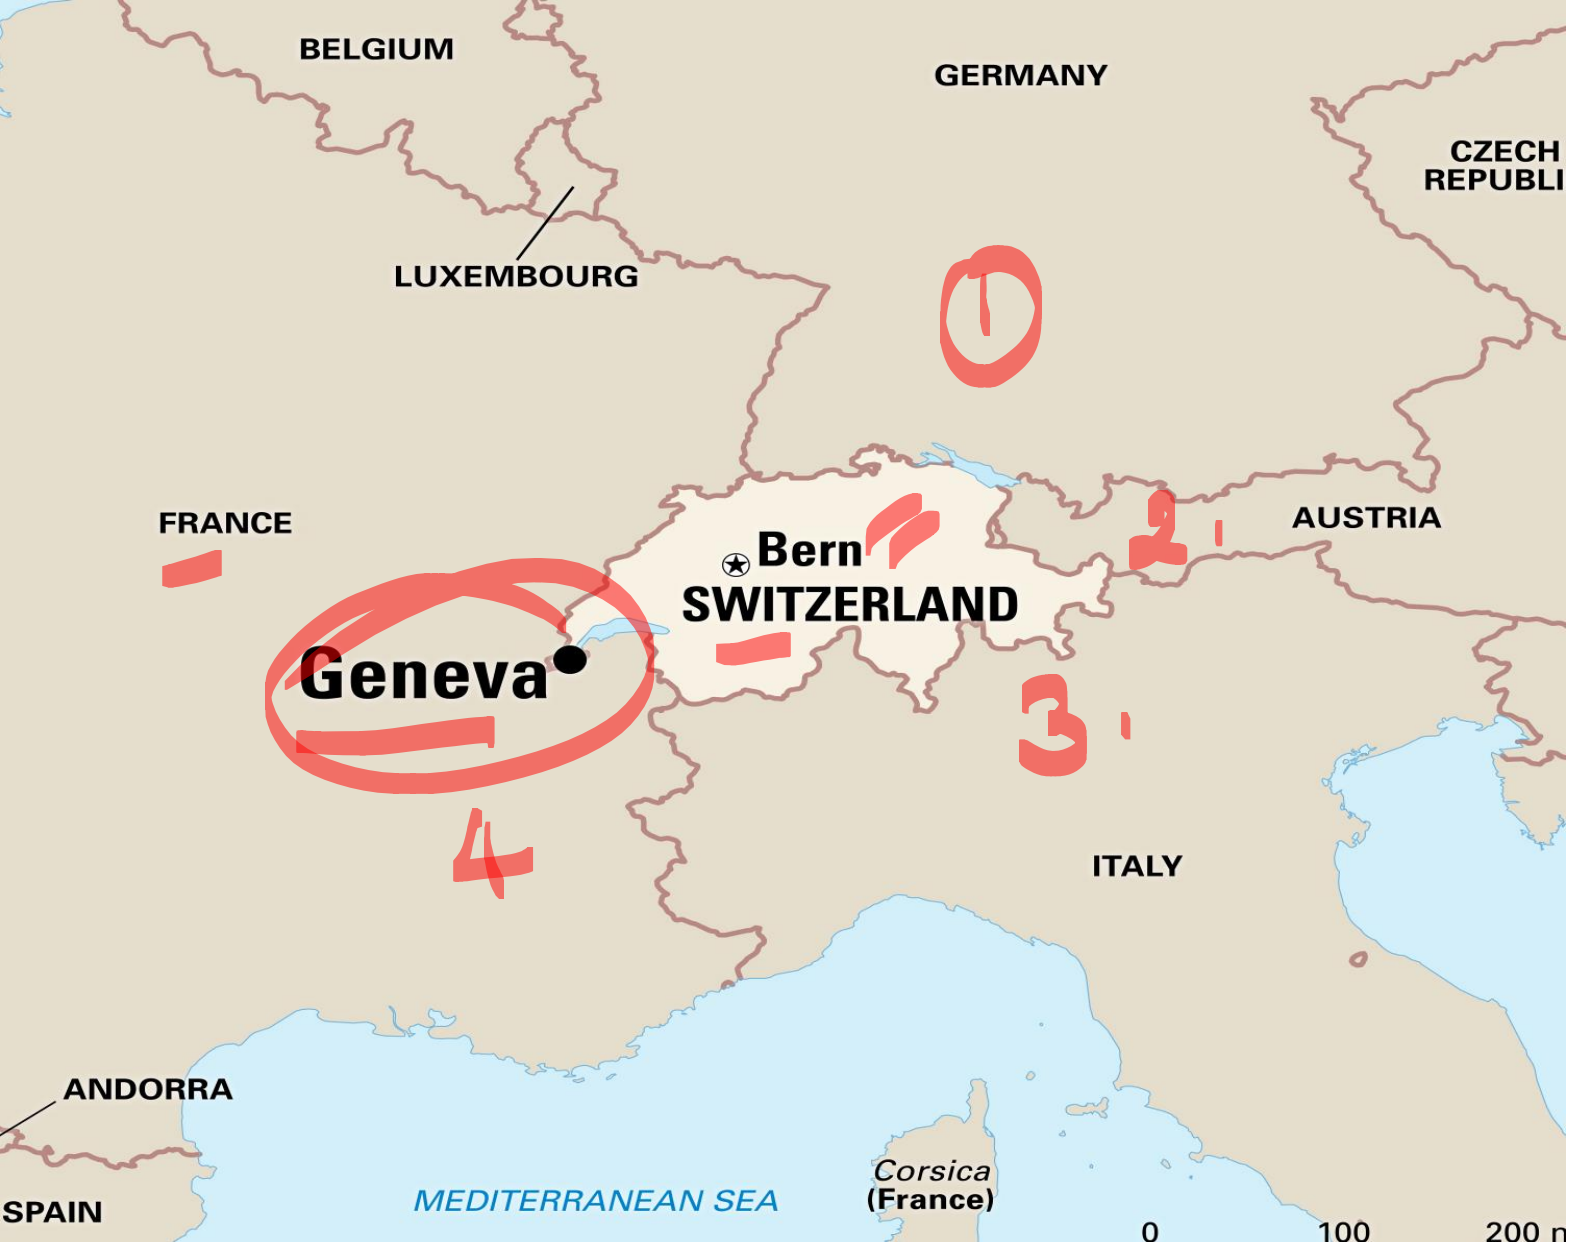 BELGIUM
GERMANY
CZECH
REPUBLI
LUXEMBOURG
1
FRANCE
2
AUSTRIA
Bern
SWITZERLAND
Geneva
3
4
ITALY
ANDORRA
Corsica
(France)
MEDITERRANEAN SEA
SPAIN
0 100 200 n